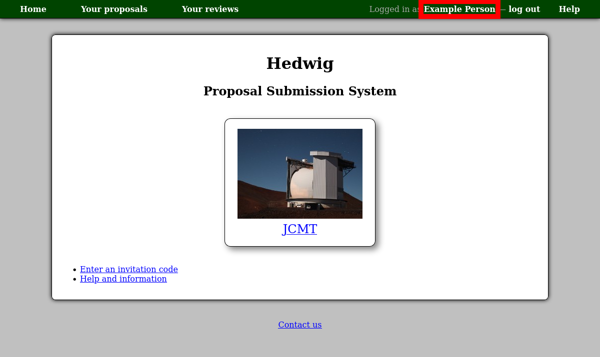 Home Your proposals Your reviews Logged in as Example Person — log out Help
Hedwig
Proposal Submission System
JCMT
Enter an invitation code
Help and information
Contact us